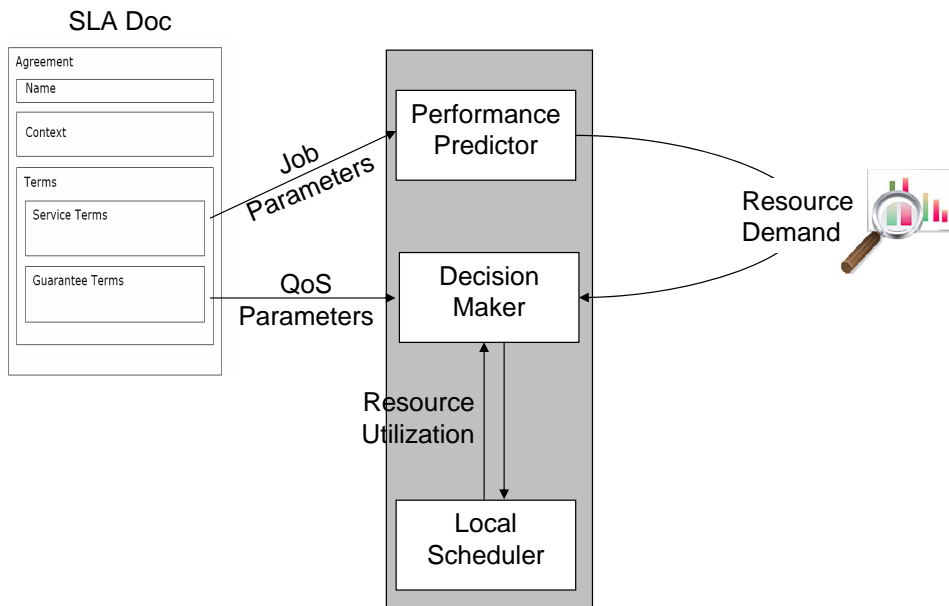 SLA Doc
Agreement
Name
Context
Terms
Service Terms
Guarantee Terms
Job
Parameters
QoS
Parameters
Performance
Predictor
Resource
Demand
Decision
Maker
Resource
Utilization
Local
Scheduler